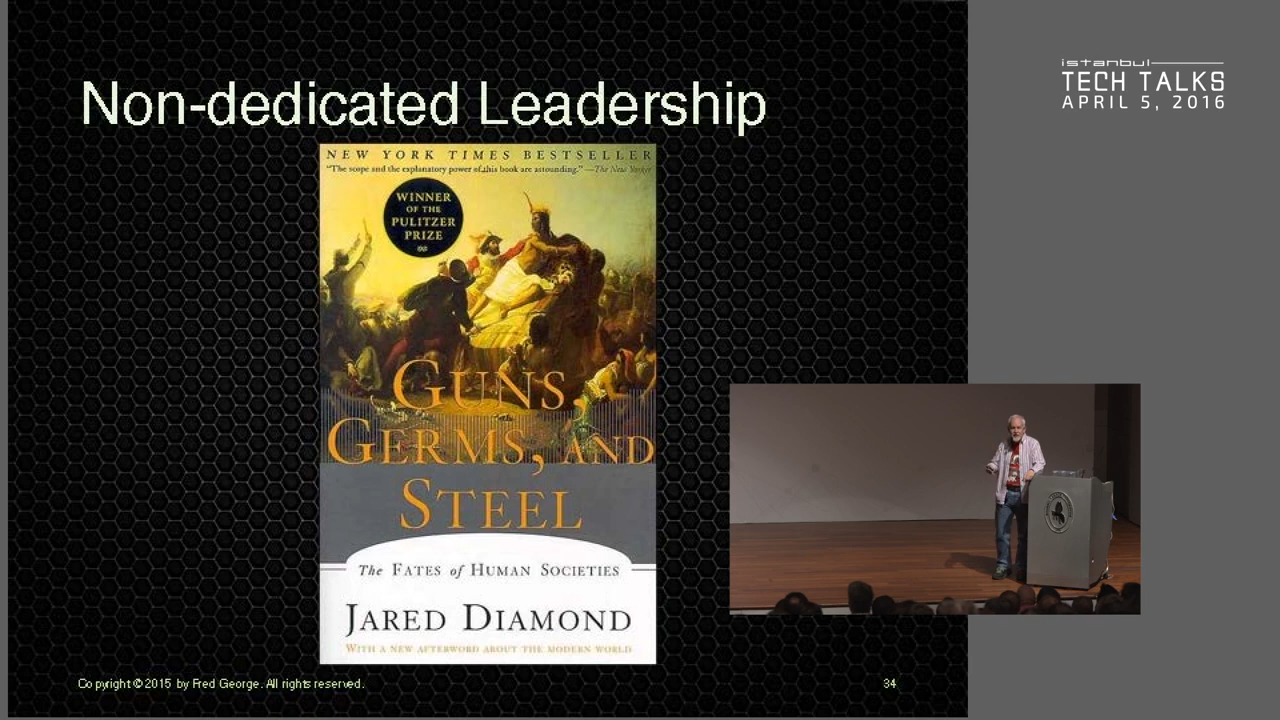 Non-dedicated Leadership
istanbul
TECH TALKS
APRIL 5, 2016
NEW YORK TIMES BESTSELLER
"The scope and the explanatory power of this book are astounding." —The New Yorker
WINNER
OF THE
PULITZER
PRIZE
GUNS,
GERMS, AND
STEEL
The FATES of HUMAN SOCIETIES
JARED DIAMOND
WITH A NEW AFTERWORD ABOUT THE MODERN WORLD
Copyright © 2015 by Fred George. All rights reserved.
34